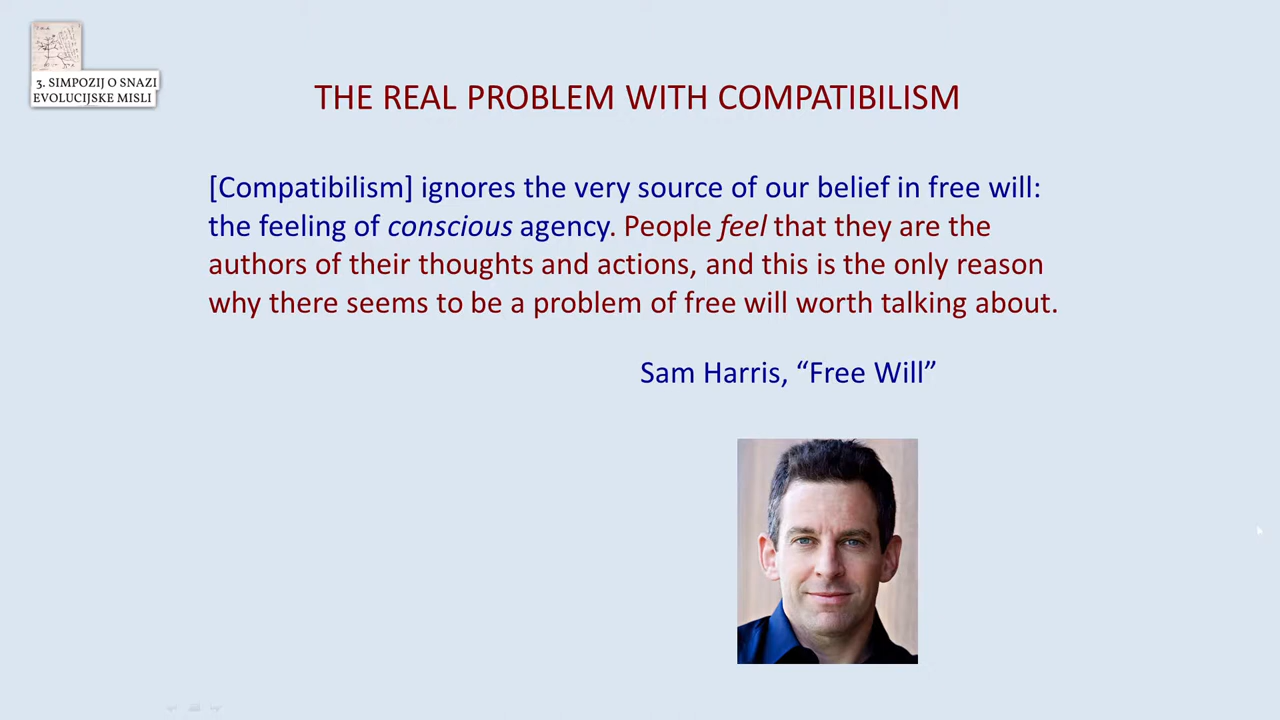 3. SIMPOZIJ O SNAZI
EVOLUCIJSKE MISLI
THE REAL PROBLEM WITH COMPATIBILISM
[Compatibilism] ignores the very source of our belief in free will:
the feeling of conscious agency. People feel that they are the
authors of their thoughts and actions, and this is the only reason
why there seems to be a problem of free will worth talking about.
Sam Harris, “Free Will”